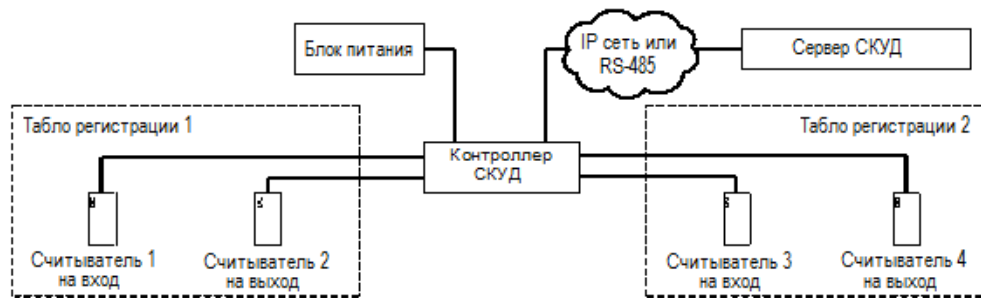 Блок питания
IP сеть или
RS-485
Сервер СКУД
Табло регистрации 1
Табло регистрации 2
Контроллер
СКУД
Считыватель 1
на вход
Считыватель 2
на выход
Считыватель 3
на вход
Считыватель 4
на выход